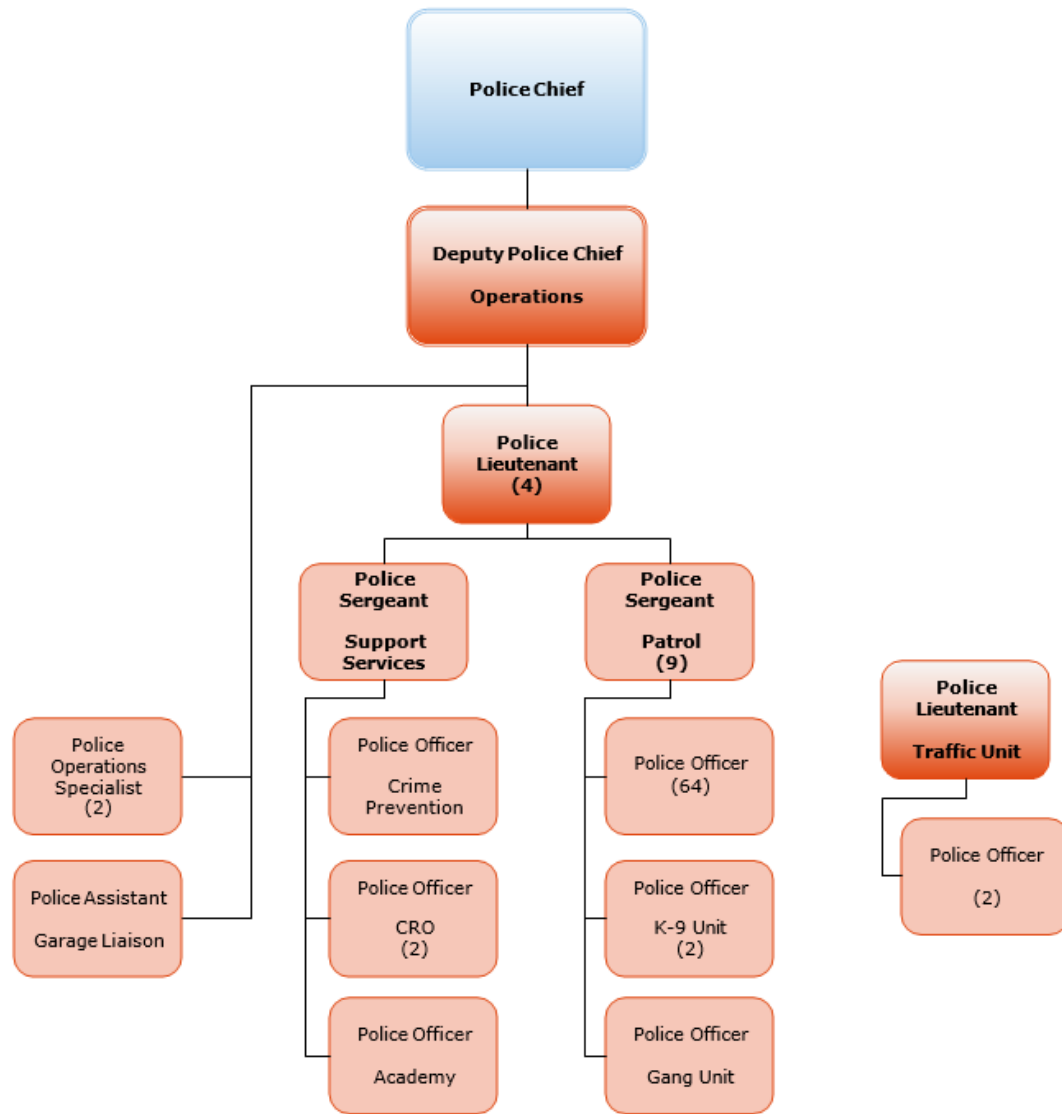 Police Chief
Deputy Police Chief
Operations
Police
Lieutenant
(4)
Police
Sergeant
Support
Services
Police
Sergeant
Patrol
(9)
Police
Lieutenant
Traffic Unit
Police
Operations
Specialist
(2)
Police Officer
Crime
Prevention
Police Officer
(64)
Police Officer
(2)
Police Assistant
Garage Liaison
Police Officer
CRO
(2)
Police Officer
K-9 Unit
(2)
Police Officer
Academy
Police Officer
Gang Unit